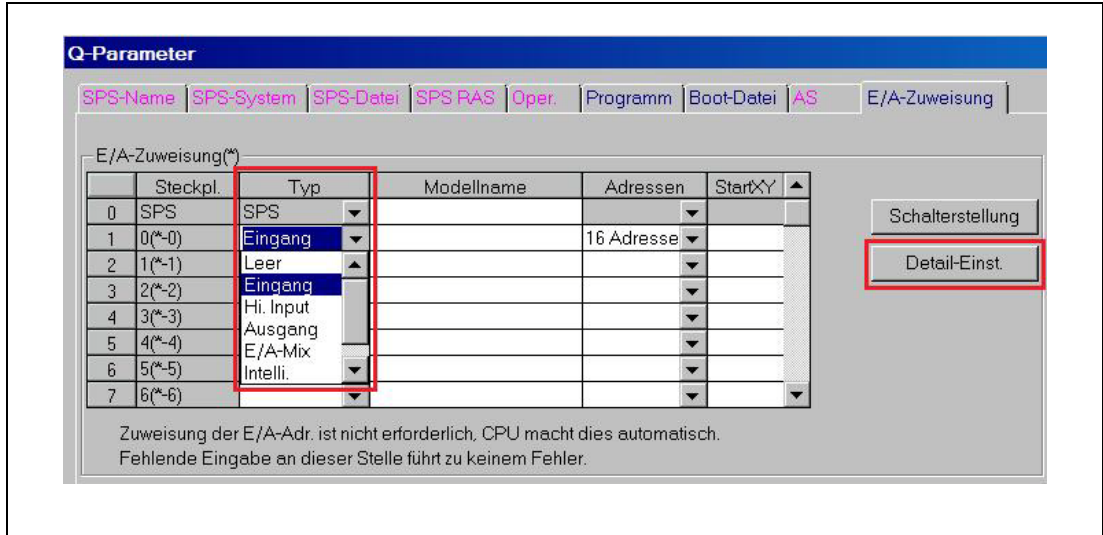 Q-Parameter
SPS-Name SPS-System SPS-Datei SPS RAS Oper. Programm Boot-Datei AS E/A-Zuweisung
E/A-Zuweisung(*)
Steckpl. Typ Modellname Adressen StartXY
0 SPS SPS
1 0(*-0) Eingang 16 Adresse
2 1(*-1) Leer
3 2(*-2) Eingang
Hi. Input
4 3(*-3) Ausgang
5 4(*-4) E/A-Mix
6 5(*-5) Intelli.
7 6(*-6)
Schalterstellung
Detail-Einst.
Zuweisung der E/A-Adr. ist nicht erforderlich, CPU macht dies automatisch.
Fehlende Eingabe an dieser Stelle führt zu keinem Fehler.